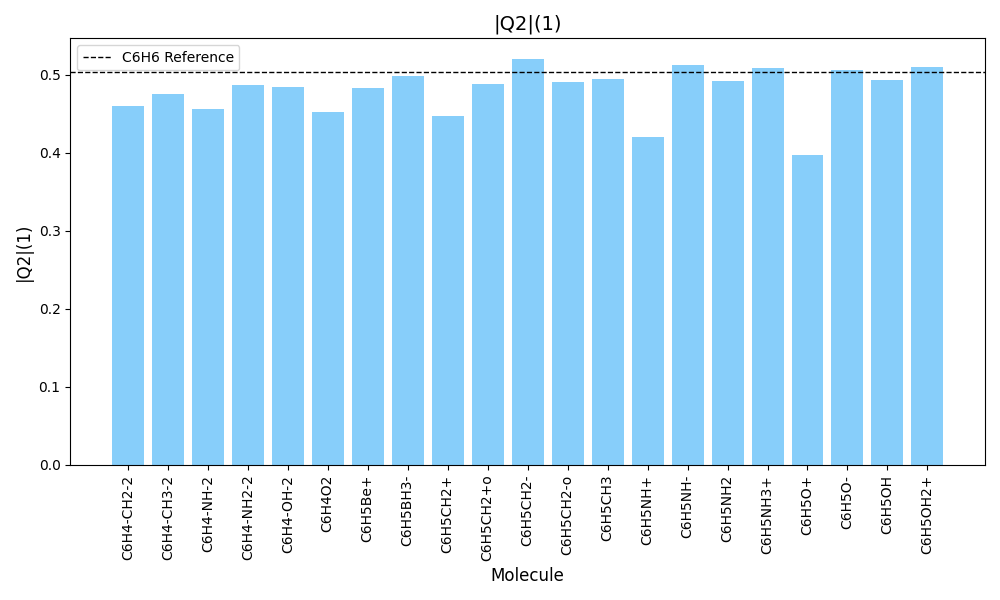 |Q2|(1)
C6H6 Reference
|Q2|(1)
0.5
0.4
0.3
0.2
0.1
0.0
C6H4-CH2-2
C6H4-CH3-2
C6H4-NH-2
C6H4-NH2-2
C6H4-OH-2
C6H4O2
C6H5Be+
C6H5BH3-
C6H5CH2+
C6H5CH2+o
C6H5CH2-
C6H5CH2-o
C6H5CH3
C6H5NH+
C6H5NH-
C6H5NH2
C6H5NH3+
C6H5O+
C6H5O-
C6H5OH
C6H5OH2+
Molecule